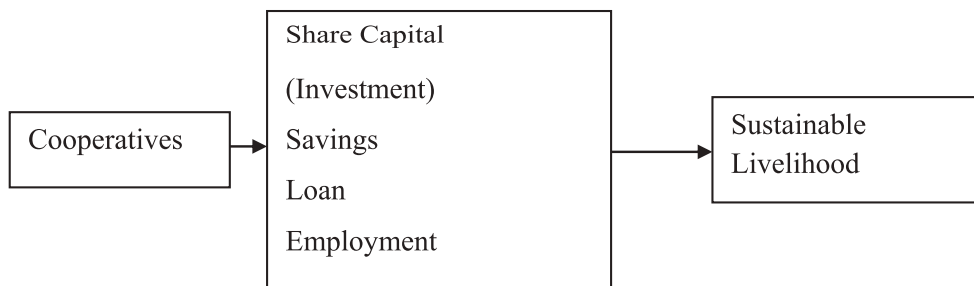 Cooperatives
Share Capital
(Investment)
Savings
Loan
Employment
Sustainable
Livelihood